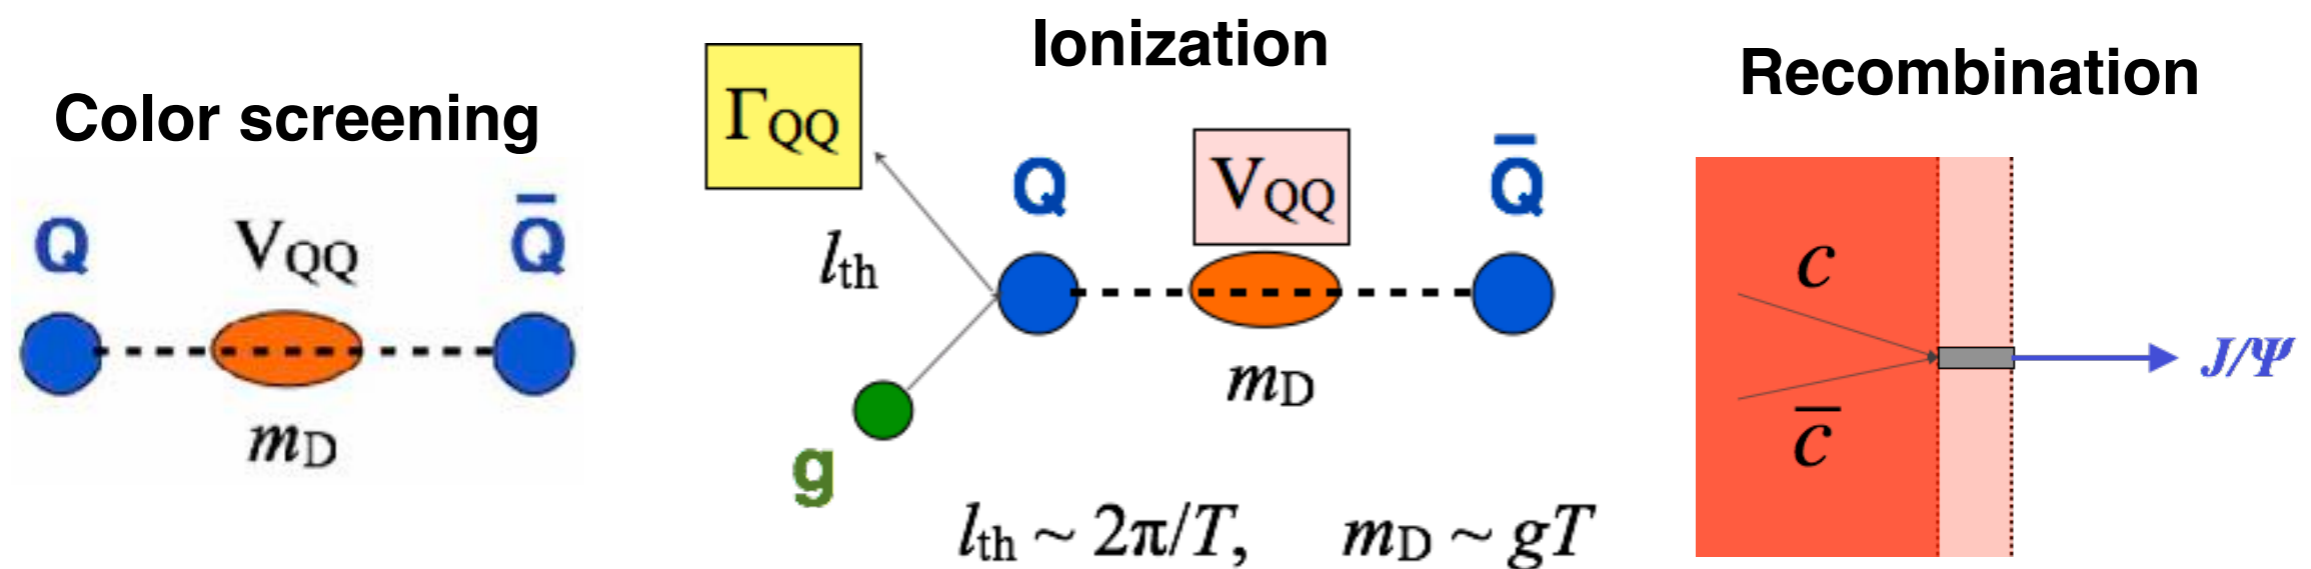 Color screening
Q
V_QQ
Q̅
m_D
Ionization
Γ_QQ
Q
V_QQ
Q̅
l_th
m_D
g
l_th ~ 2π/T, m_D ~ gT
Recombination
c
c̅
J/Ψ